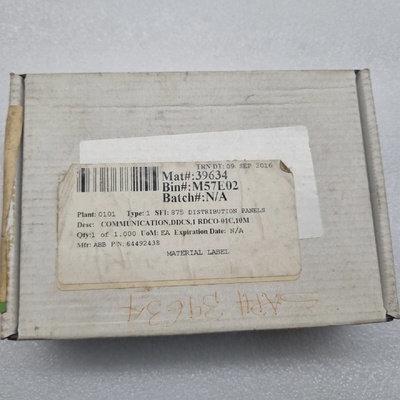 TRN DT: 09 SEP 2016
Mat#:39634
Bin#:M57E02
Batch#:N/A
Plant: 0101 Type: 1 SFI: 875 DISTRIBUTION PANELS
Desc: COMMUNICATION,DDCS,1 RDCO-01C,10M
Qty:1 of 1.000 UoM: EA Expiration Date: N/A
Mfr: ABB P/N: 64492438
MATERIAL LABEL
39634